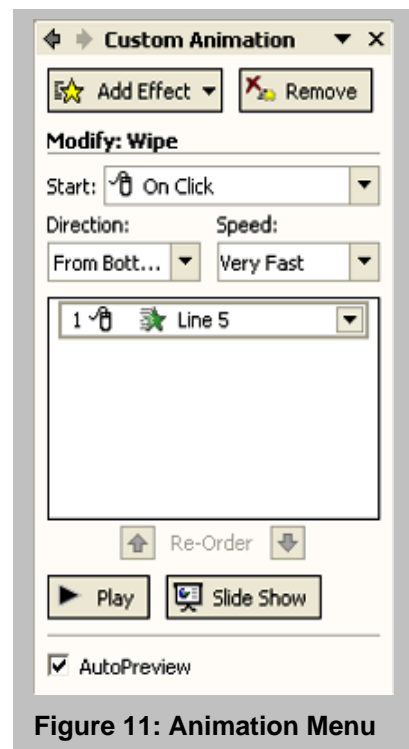 Custom Animation
Add Effect Remove
Modify: Wipe
Start: On Click
Direction: Speed:
From Bott... Very Fast
1 Line 5
Re-Order
Play Slide Show
AutoPreview
Figure 11: Animation Menu